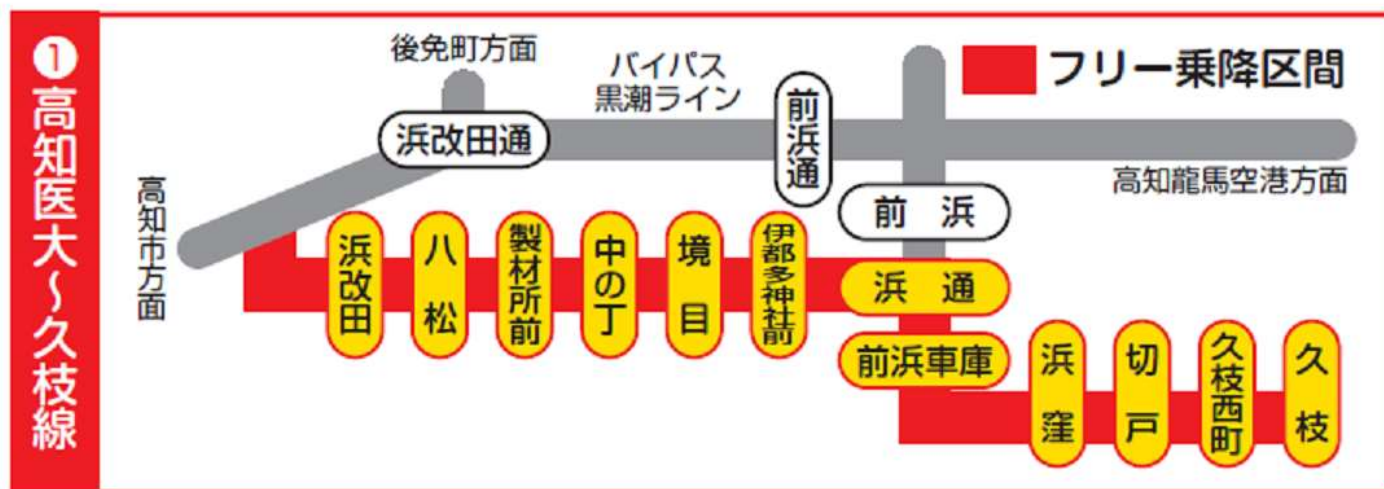 ❶高知医大～久枝線
後免町方面
バイパス
黒潮ライン
フリー乗降区間
浜改田通
前浜通
高知市方面
高知龍馬空港方面
前浜
浜改田
八松
製材所前
中の丁
境目
伊都多神社前
浜通
前浜車庫
浜窪
切戸
久枝西町
久枝